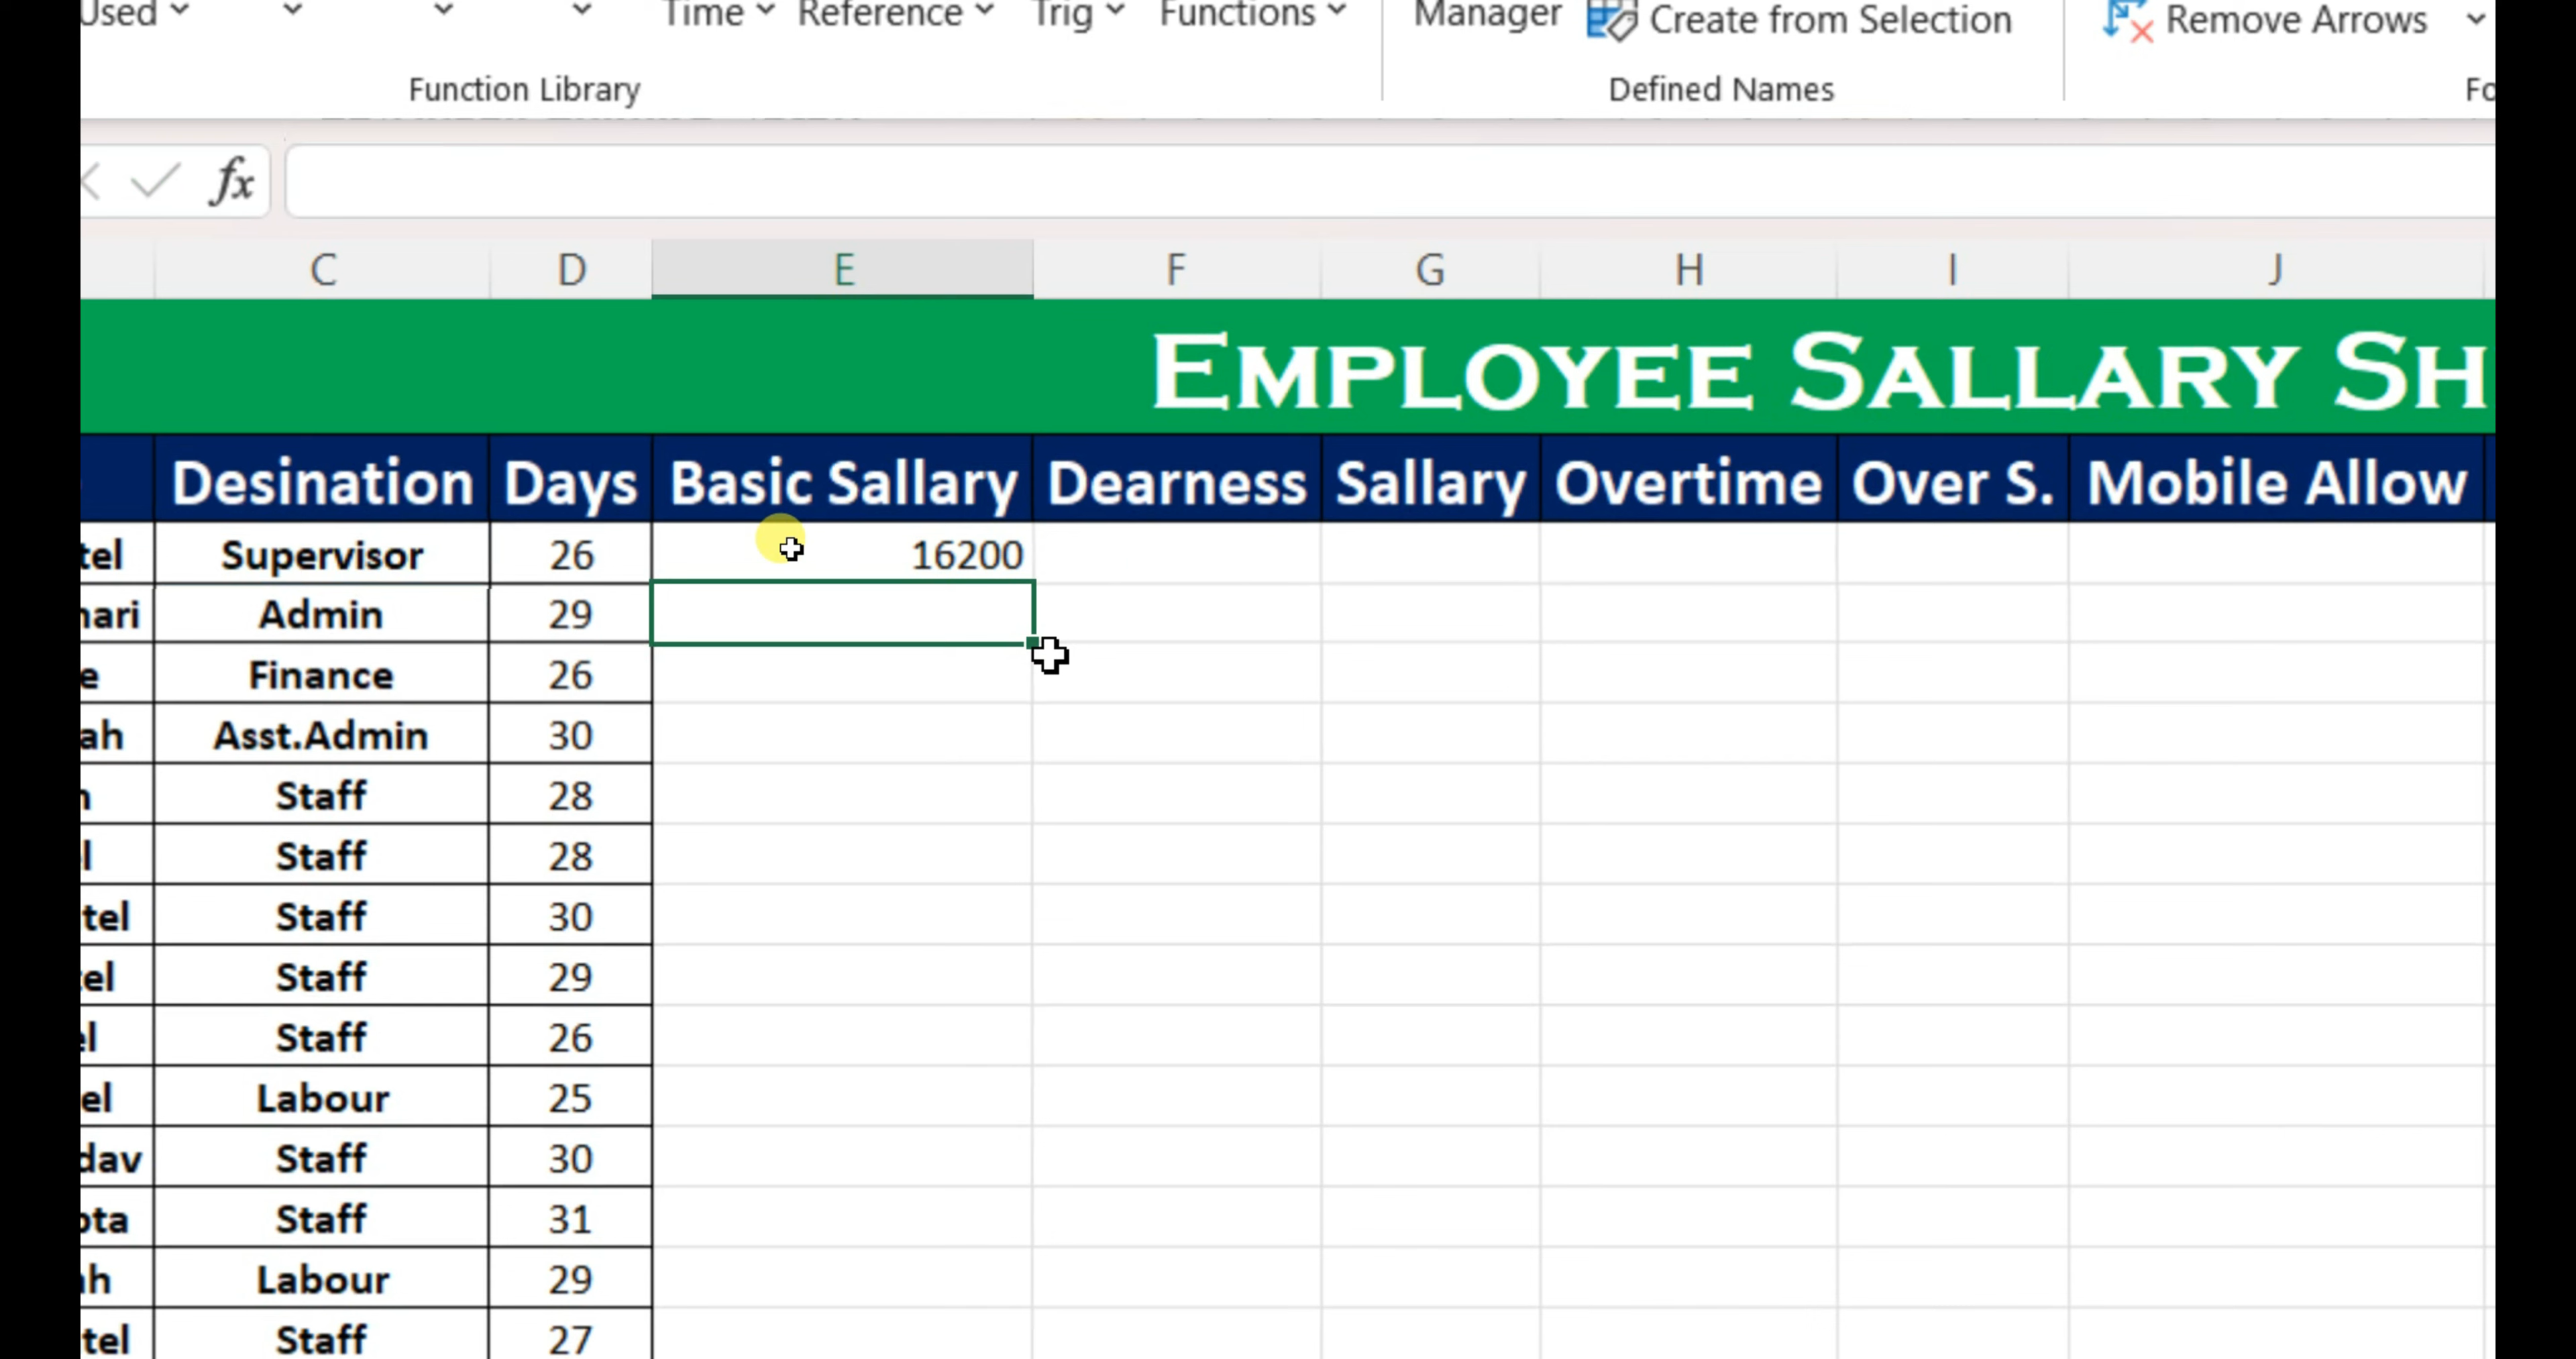 Used
Time Reference Trig Functions Manager Create from Selection Remove Arrows
Function Library Defined Names
fx
C D E F G H I J
EMPLOYEE SALLARY SH
Desination Days Basic Sallary Dearness Sallary Overtime Over S. Mobile Allow
tel Supervisor 26 16200
hari Admin 29
e Finance 26
ah Asst.Admin 30
Staff 28
Staff 28
tel Staff 30
tel Staff 29
el Staff 26
el Labour 25
dav Staff 30
pta Staff 31
ah Labour 29
tel Staff 27